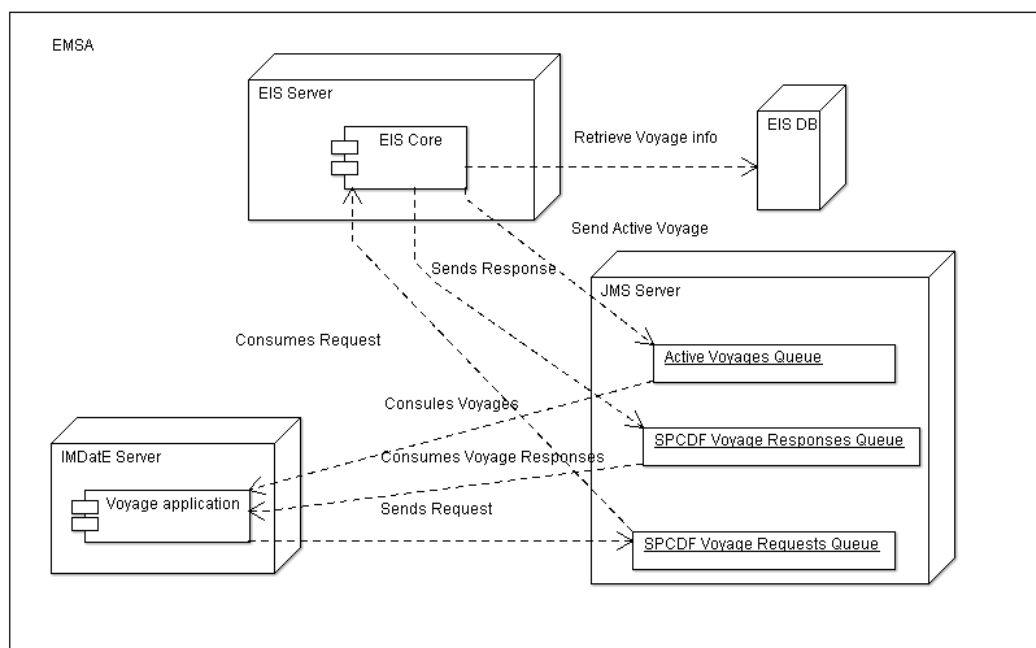 EMSA
EIS Server
EIS Core
Retrieve Voyage info
EIS DB
Send Active Voyage
Sends Response
JMS Server
Consumes Request
Active Voyages Queue
Consules Voyages
SPCDF Voyage Responses Queue
IMDatE Server
Consumes Voyage Responses
Voyage application
Sends Request
SPCDF Voyage Requests Queue